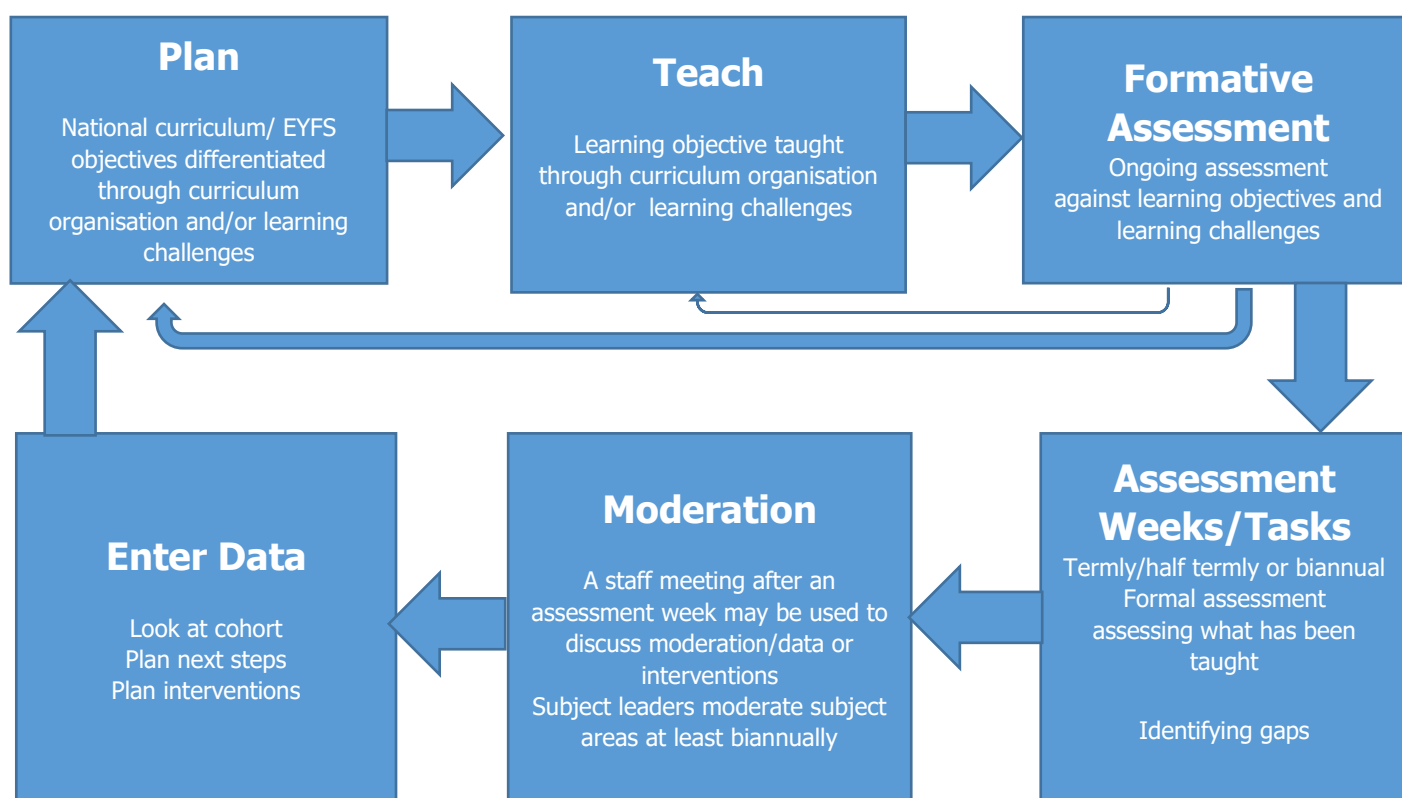 Plan
National curriculum/ EYFS
objectives differentiated
through curriculum
organisation and/or learning
challenges
Teach
Learning objective taught
through curriculum organisation
and/or learning challenges
Formative
Assessment
Ongoing assessment
against learning objectives and
learning challenges
Enter Data
Look at cohort
Plan next steps
Plan interventions
Moderation
A staff meeting after an
assessment week may be used to
discuss moderation/data or
interventions
Subject leaders moderate subject
areas at least biannually
Assessment
Weeks/Tasks
Termly/half termly or biannual
Formal assessment
assessing what has been
taught
Identifying gaps